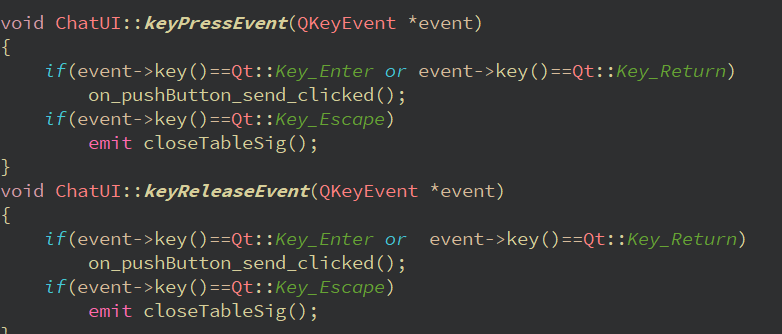 void ChatUI::keyPressEvent(QKeyEvent *event)
{
    if(event->key()==Qt::Key_Enter or event->key()==Qt::Key_Return)
        on_pushButton_send_clicked();
    if(event->key()==Qt::Key_Escape)
        emit closeTableSig();
}
void ChatUI::keyReleaseEvent(QKeyEvent *event)
{
    if(event->key()==Qt::Key_Enter or  event->key()==Qt::Key_Return)
        on_pushButton_send_clicked();
    if(event->key()==Qt::Key_Escape)
        emit closeTableSig();
}